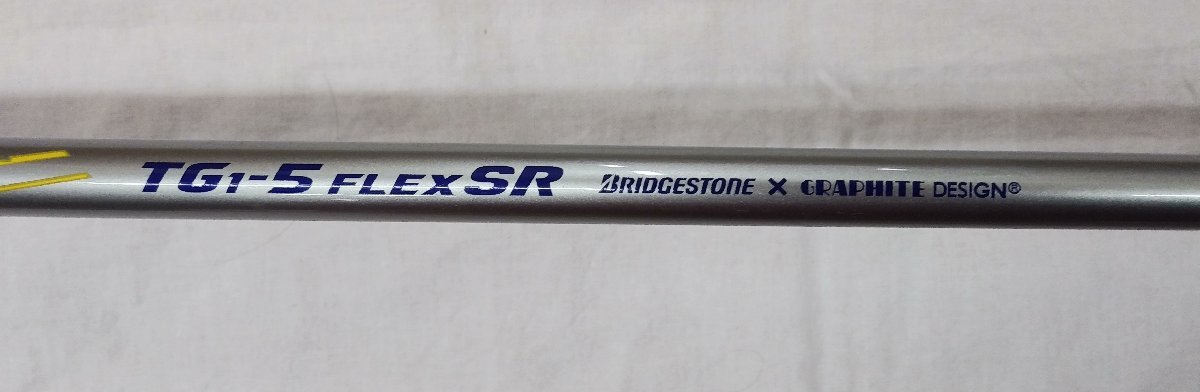 TG1-5 FLEX SR BRIDGESTONE × GRAPHITE DESIGN®